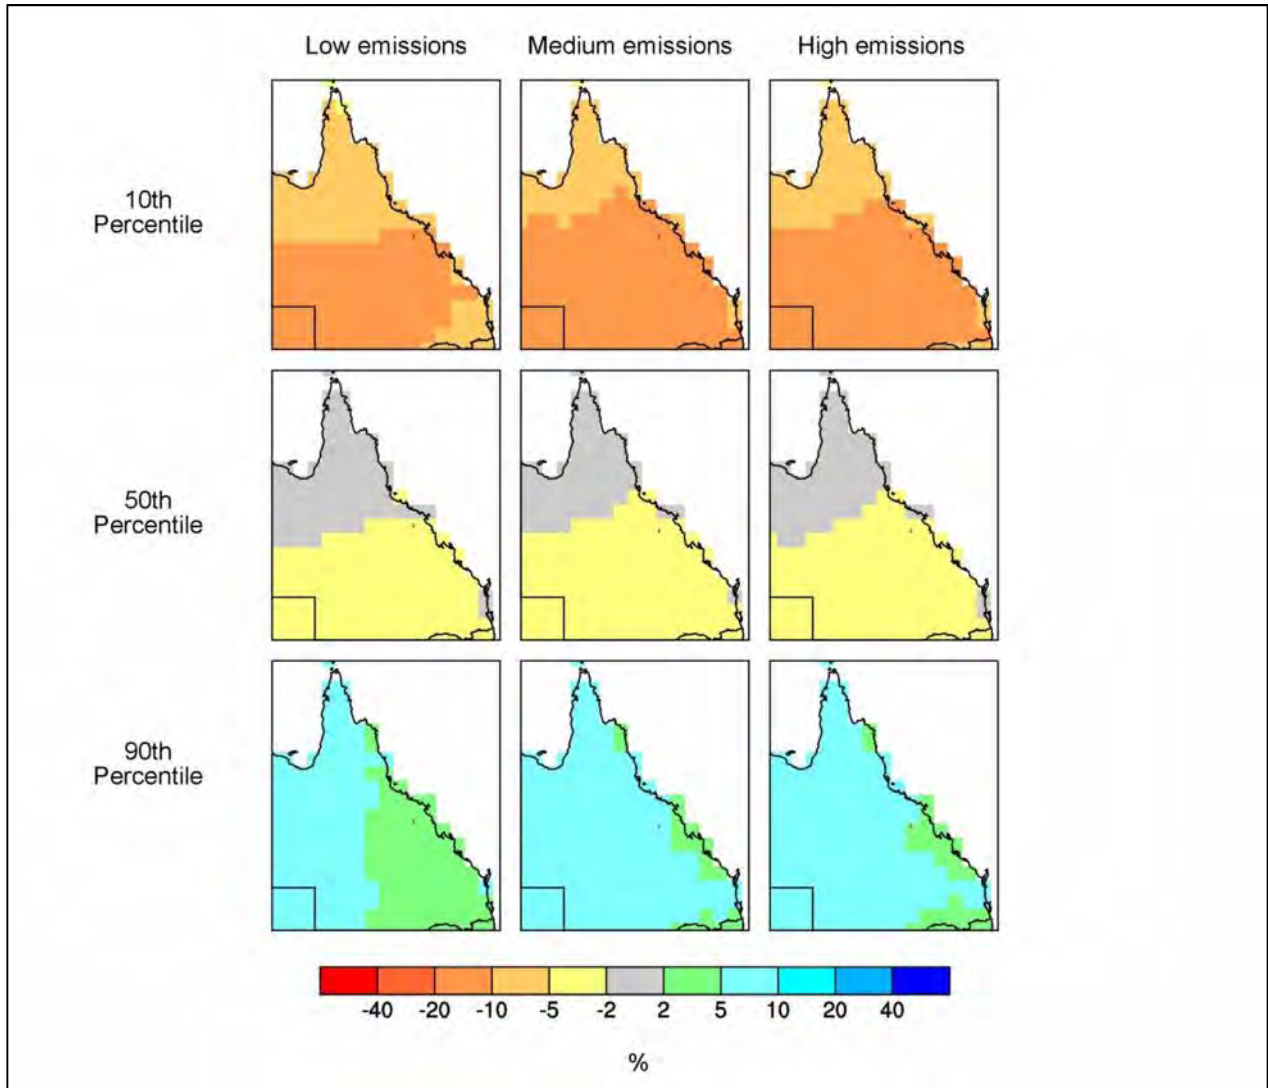 Low emissions Medium emissions High emissions
10th
Percentile
50th
Percentile
90th
Percentile
-40 -20 -10 -5 -2 2 5 10 20 40
%